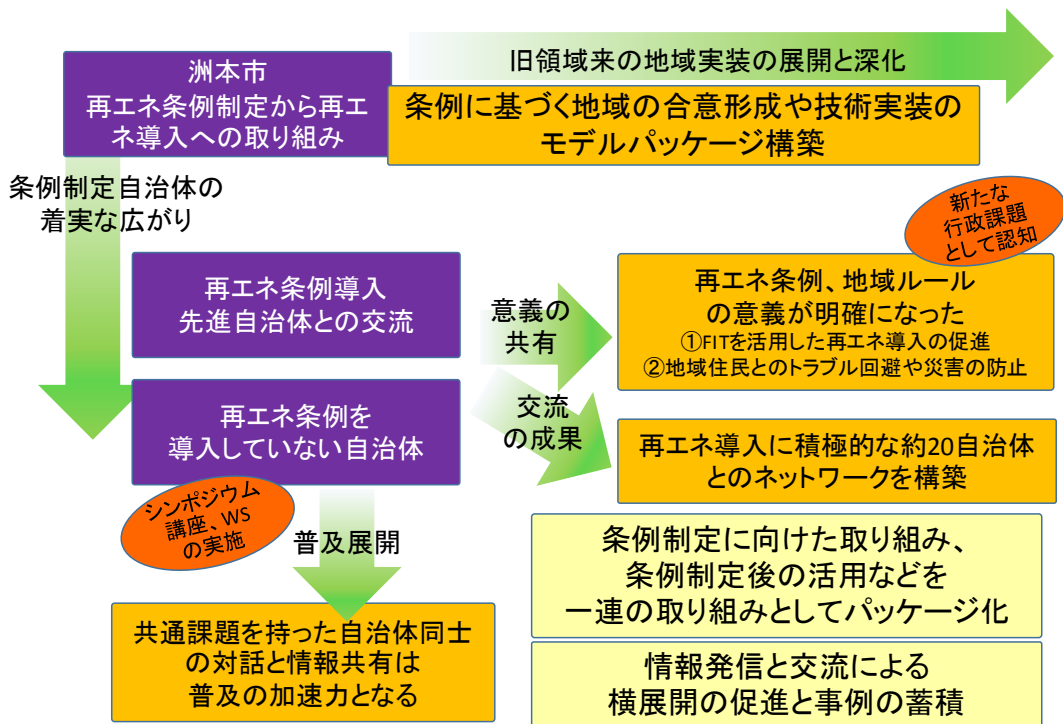 洲本市
再エネ条例制定から再エ
ネ導入への取り組み
旧領域来の地域実装の展開と深化
条例に基づく地域の合意形成や技術実装の
モデルパッケージ構築
条例制定自治体の
着実な広がり
新たな
行政課題
として認知
再エネ条例導入
先進自治体との交流
意義の
共有
再エネ条例、地域ルール
の意義が明確になった
①FITを活用した再エネ導入の促進
②地域住民とのトラブル回避や災害の防止
再エネ条例を
導入していない自治体
交流
の成果
再エネ導入に積極的な約20自治体
とのネットワークを構築
シンポジウム
講座、WS
の実施
普及展開
条例制定に向けた取り組み、
条例制定後の活用などを
一連の取り組みとしてパッケージ化
共通課題を持った自治体同士
の対話と情報共有は
普及の加速力となる
情報発信と交流による
横展開の促進と事例の蓄積